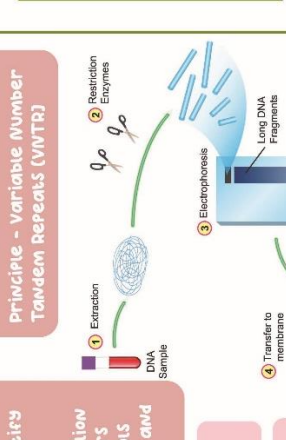 Principle - Variable Number
Tandem Repeats (VNTR)
1 Extraction
DNA
Sample
2 Restriction
Enzymes
3 Electrophoresis
Long DNA
Fragments
4 Transfer to
membrane
and